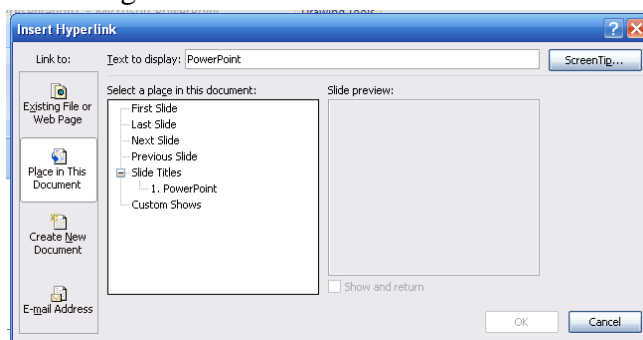 Drawing Tools
Insert Hyperlink
Link to:
Text to display: PowerPoint
ScreenTip...
Existing File or
Web Page
Place in This
Document
Create New
Document
E-mail Address
Select a place in this document:
First Slide
Last Slide
Next Slide
Previous Slide
Slide Titles
1. PowerPoint
Custom Shows
Slide preview:
Show and return
OK
Cancel